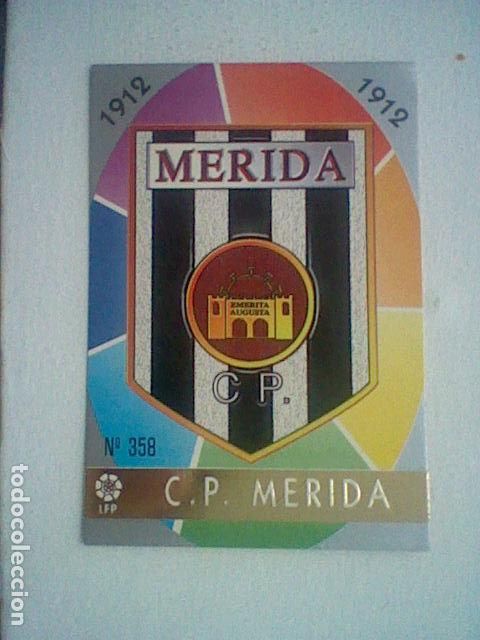 1912
1912
MERIDA
EMERITA
AUGUSTA
C P.
Nº 358
LFP
C.P. MERIDA
todocoleccion